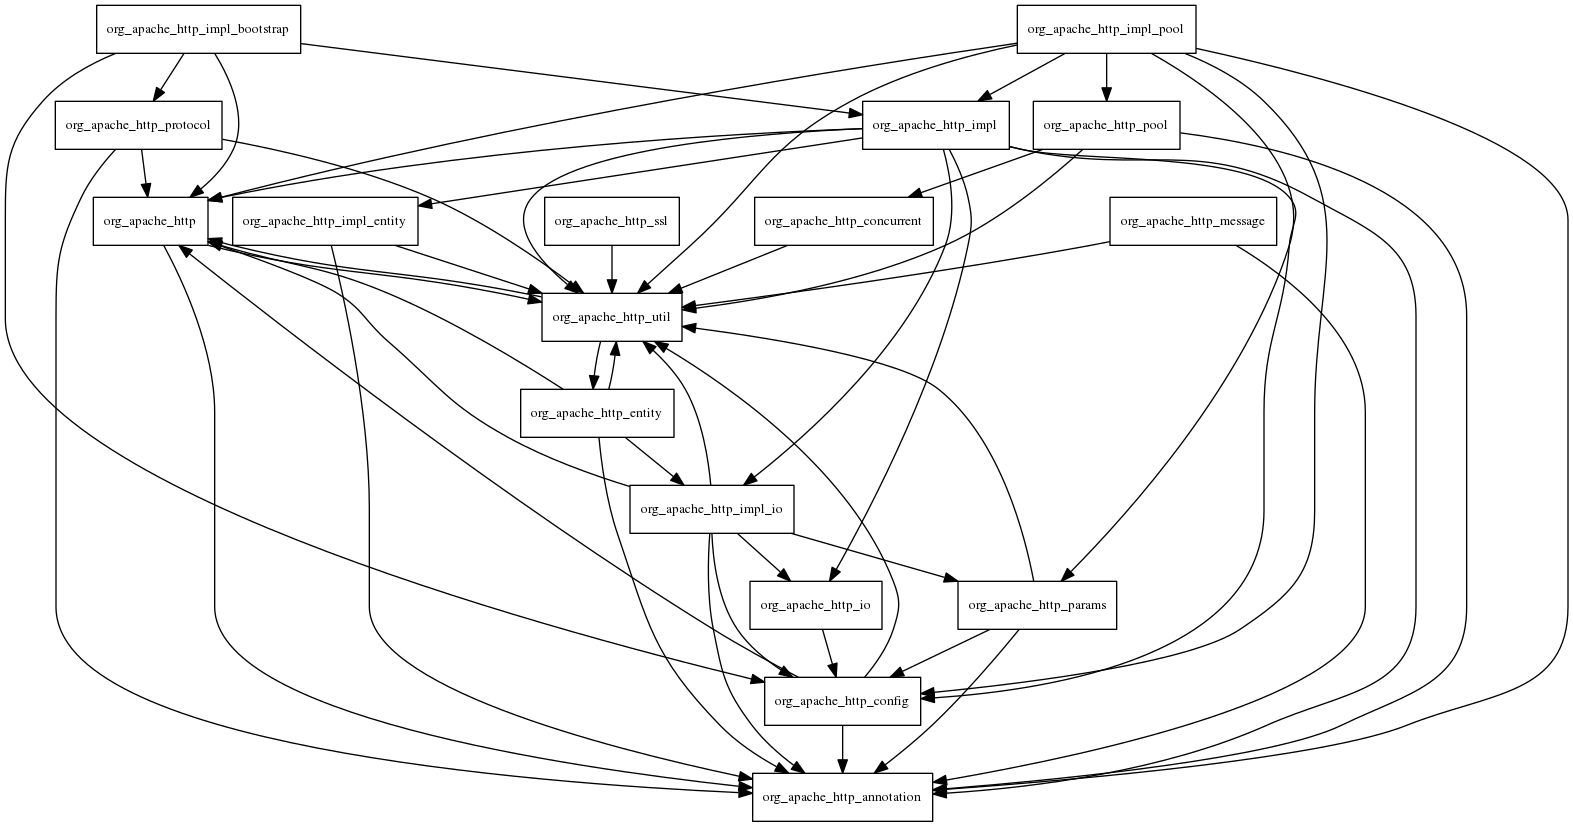 org_apache_http_impl_bootstrap
org_apache_http_impl_pool
org_apache_http_protocol
org_apache_http_impl
org_apache_http_pool
org_apache_http
org_apache_http_impl_entity
org_apache_http_ssl
org_apache_http_concurrent
org_apache_http_message
org_apache_http_util
org_apache_http_entity
org_apache_http_impl_io
org_apache_http_io
org_apache_http_params
org_apache_http_config
org_apache_http_annotation